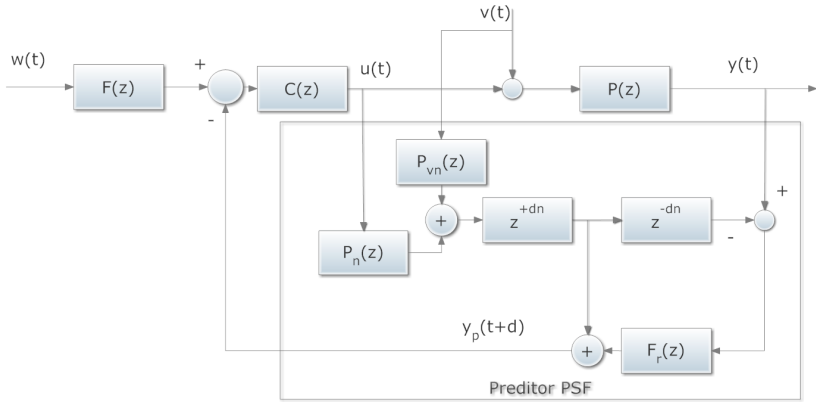 v(t)
w(t)
+
u(t)
y(t)
F(z)
C(z)
P(z)
-
P_vn(z)
+
+
z^+dn
z^-dn
-
P_n(z)
y_p(t+d)
+
F_r(z)
Preditor PSF